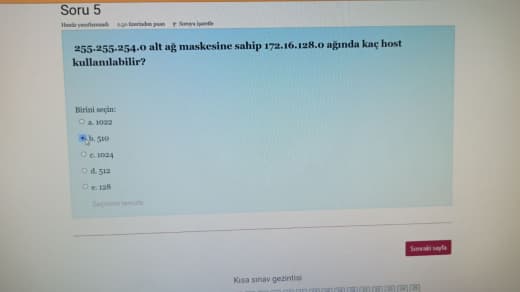 Soru 5
Henüz yanıtlanmadı 0,50 üzerinden puan Soruyu işaretle
255.255.254.0 alt ağ maskesine sahip 172.16.128.0 ağında kaç host
kullanılabilir?
Birini seçin:
a. 1022
b. 510
c. 1024
d. 512
e. 128
Seçimimi temizle
Sonraki sayfa
Kısa sınav gezintisi